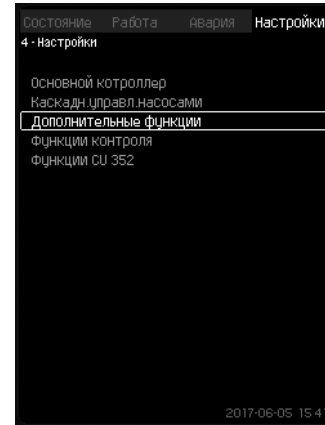 Состояние Работа Авария Настройки
4 - Настройки
Основной котроллер
Каскадн.управл.насосами
Дополнительные функции
Функции контроля
Функции CU 352
2017-06-05 15:41